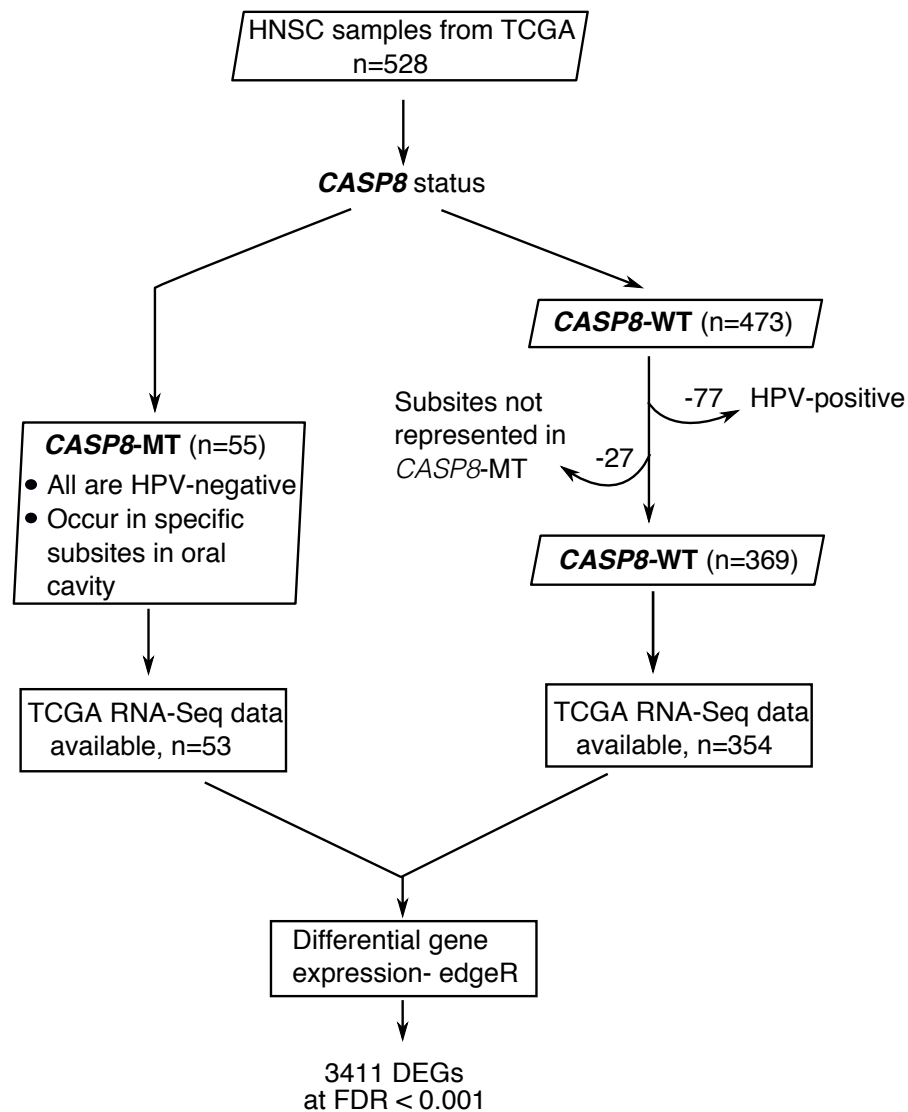 HNSC samples from TCGA
n=528
CASP8 status
CASP8-WT (n=473)
-77
HPV-positive
Subsites not
represented in
CASP8-MT
-27
CASP8-MT (n=55)
• All are HPV-negative
• Occur in specific
subsites in oral
cavity
CASP8-WT (n=369)
TCGA RNA-Seq data
available, n=53
TCGA RNA-Seq data
available, n=354
Differential gene
expression- edgeR
3411 DEGs
at FDR < 0.001